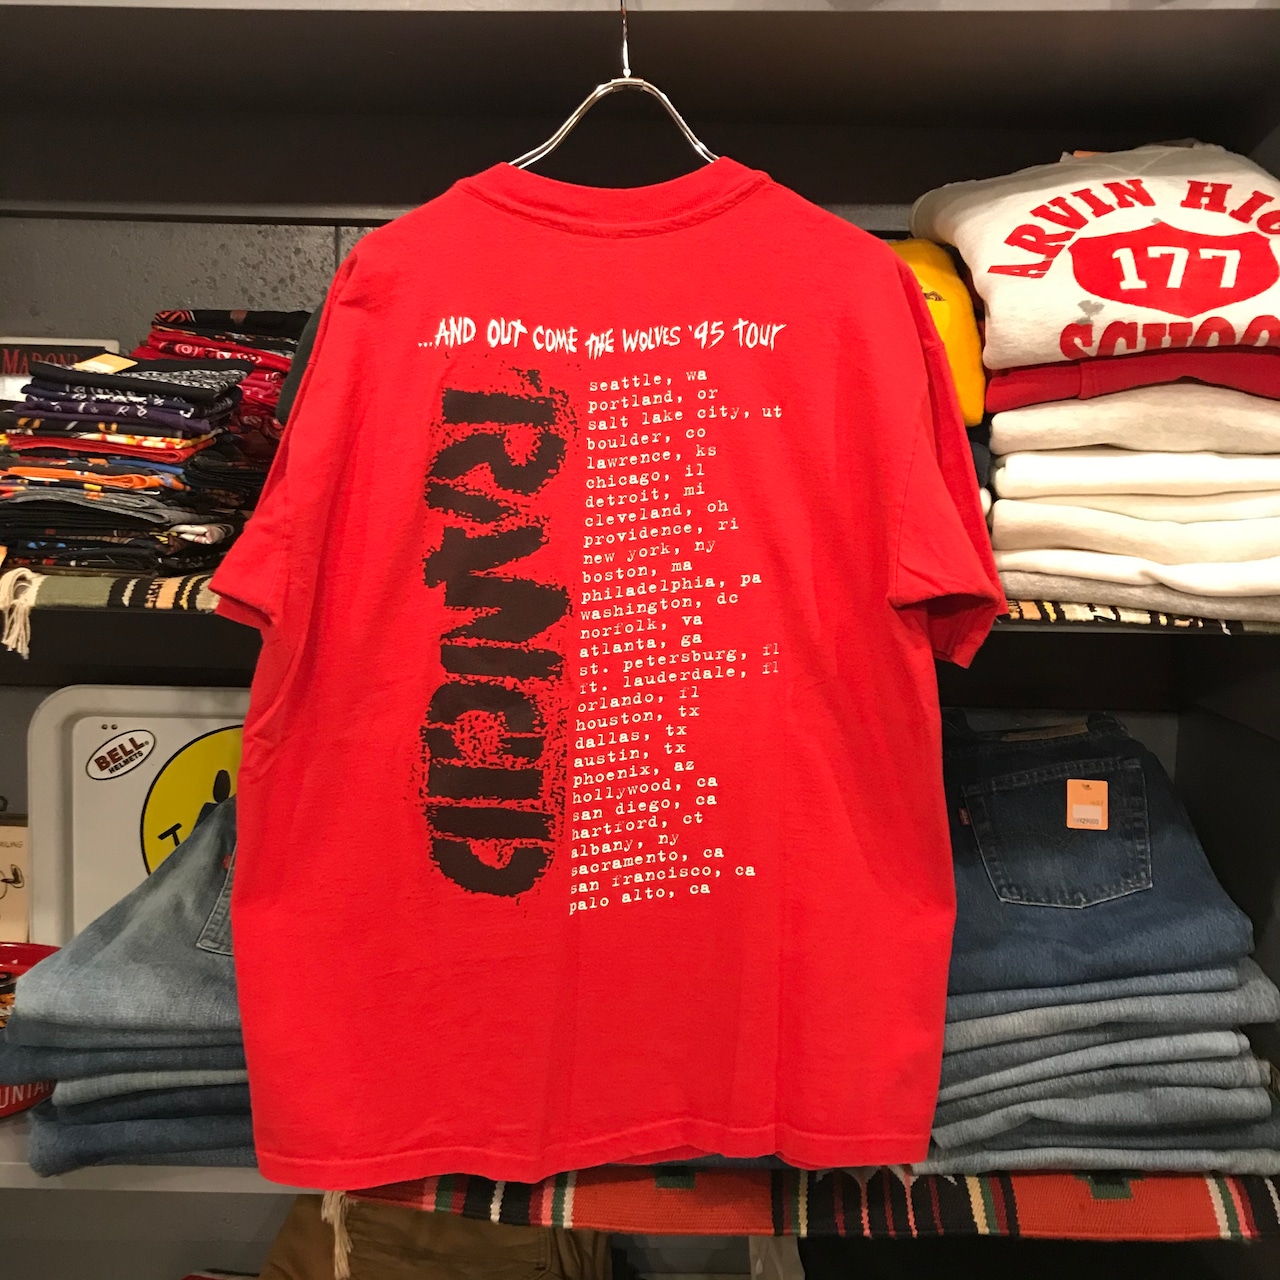 ...AND OUT COME THE WOLVES '95 TOUR
RANCID
seattle, wa
portland, or
salt lake city, ut
boulder, co
lawrence, ks
chicago, il
detroit, mi
cleveland, oh
providence, ri
new york, ny
boston, ma
philadelphia, pa
washington, dc
norfolk, va
atlanta, ga
st. petersburg, fl
ft. lauderdale, fl
orlando, fl
houston, tx
dallas, tx
austin, tx
phoenix, az
hollywood, ca
san diego, ca
hartford, ct
albany, ny
sacramento, ca
san francisco, ca
palo alto, ca
ARVIN HIG
177
SCHOO
BELL
HELMETS